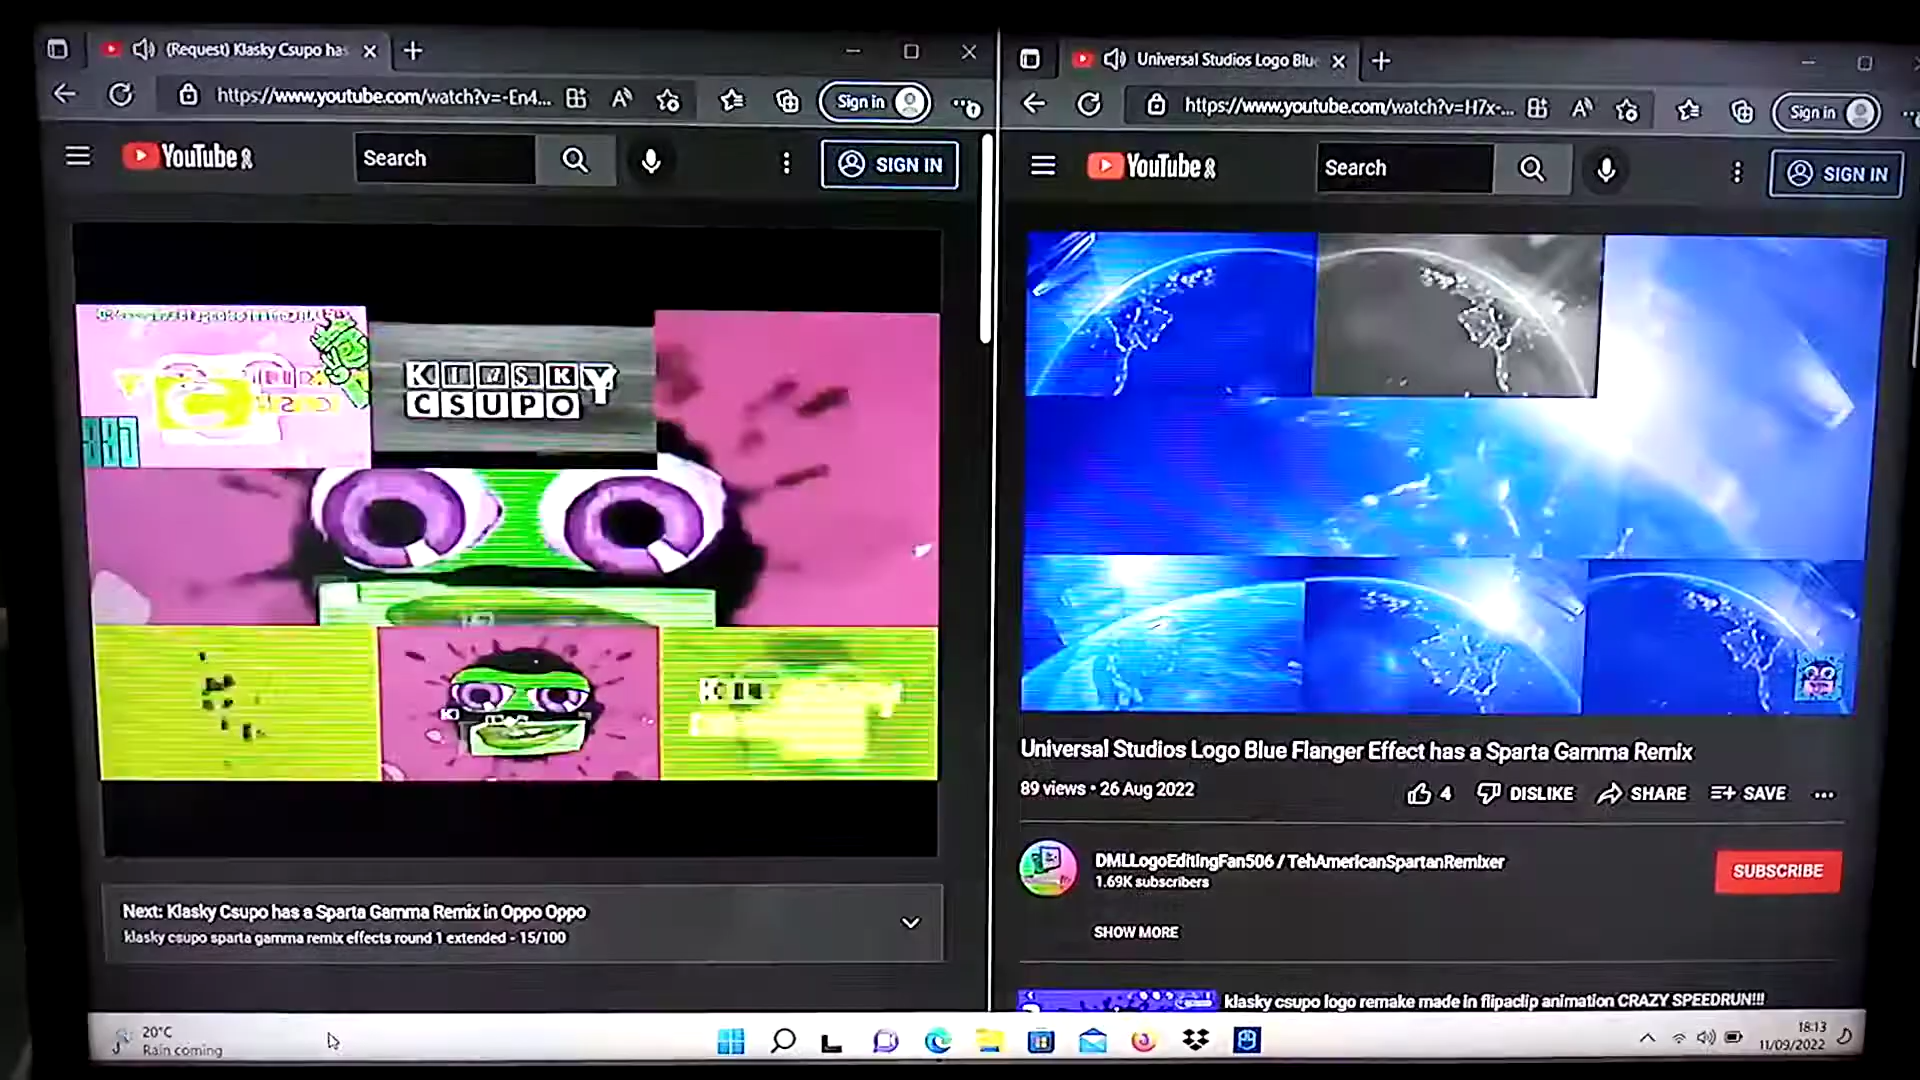 (Request) Klasky Csupo has
https://www.youtube.com/watch?v=-En4...
Sign in
YouTube
Search
SIGN IN
KLASKY
CSUPO
Next: Klasky Csupo has a Sparta Gamma Remix in Oppo Oppo
klasky csupo sparta gamma remix effects round 1 extended - 15/100
Universal Studios Logo Blue
https://www.youtube.com/watch?v=H7x-...
Sign in
YouTube
Search
SIGN IN
Universal Studios Logo Blue Flanger Effect has a Sparta Gamma Remix
89 views • 26 Aug 2022
4
DISLIKE
SHARE
SAVE
DMLLogoEditingFan506 / TehAmericanSpartanRemixer
1.69K subscribers
SUBSCRIBE
SHOW MORE
klasky csupo logo remake made in flipaclip animation CRAZY SPEEDRUN!!!
20°C
Rain coming
18:13
11/09/2022